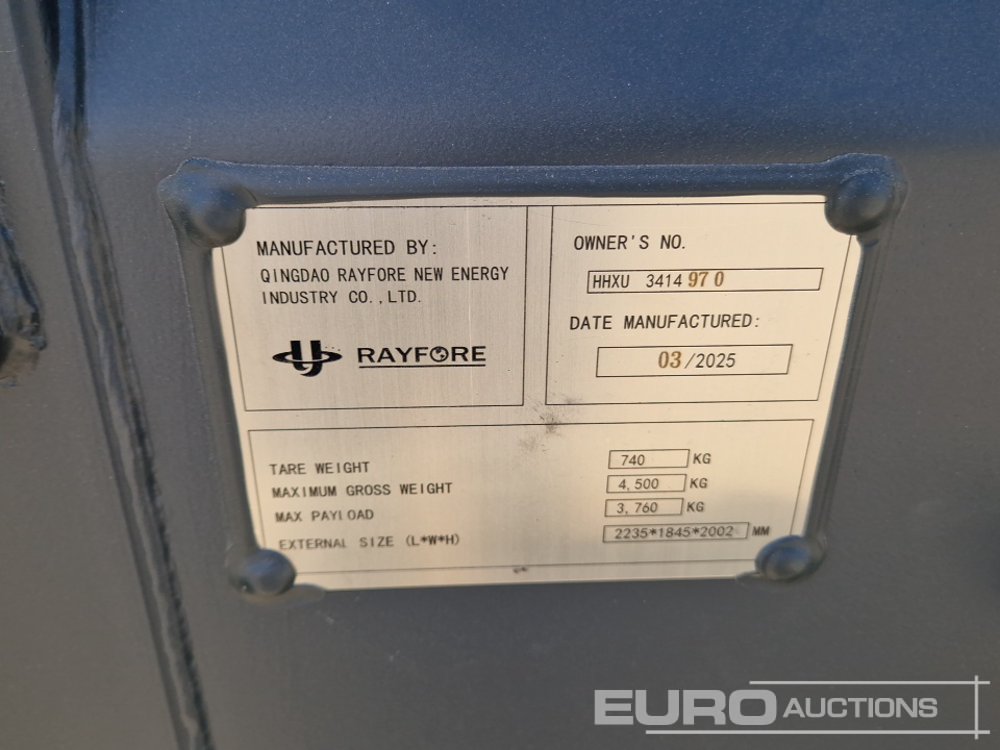 MANUFACTURED BY:
QINGDAO RAYFORE NEW ENERGY
INDUSTRY CO.,LTD.
RAYFORE
OWNER'S NO.
HHXU 3414 97 0
DATE MANUFACTURED:
03/2025
TARE WEIGHT 740 KG
MAXIMUM GROSS WEIGHT 4,500 KG
MAX PAYLOAD 3,760 KG
EXTERNAL SIZE (L*W*H) 2235*1845*2002 MM
EURO AUCTIONS